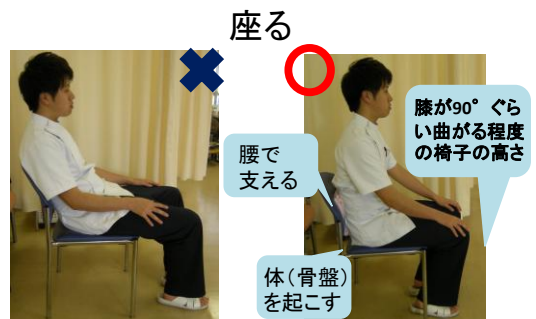 座る
膝が90°ぐら
い曲がる程度
の椅子の高さ
腰で
支える
体(骨盤)
を起こす